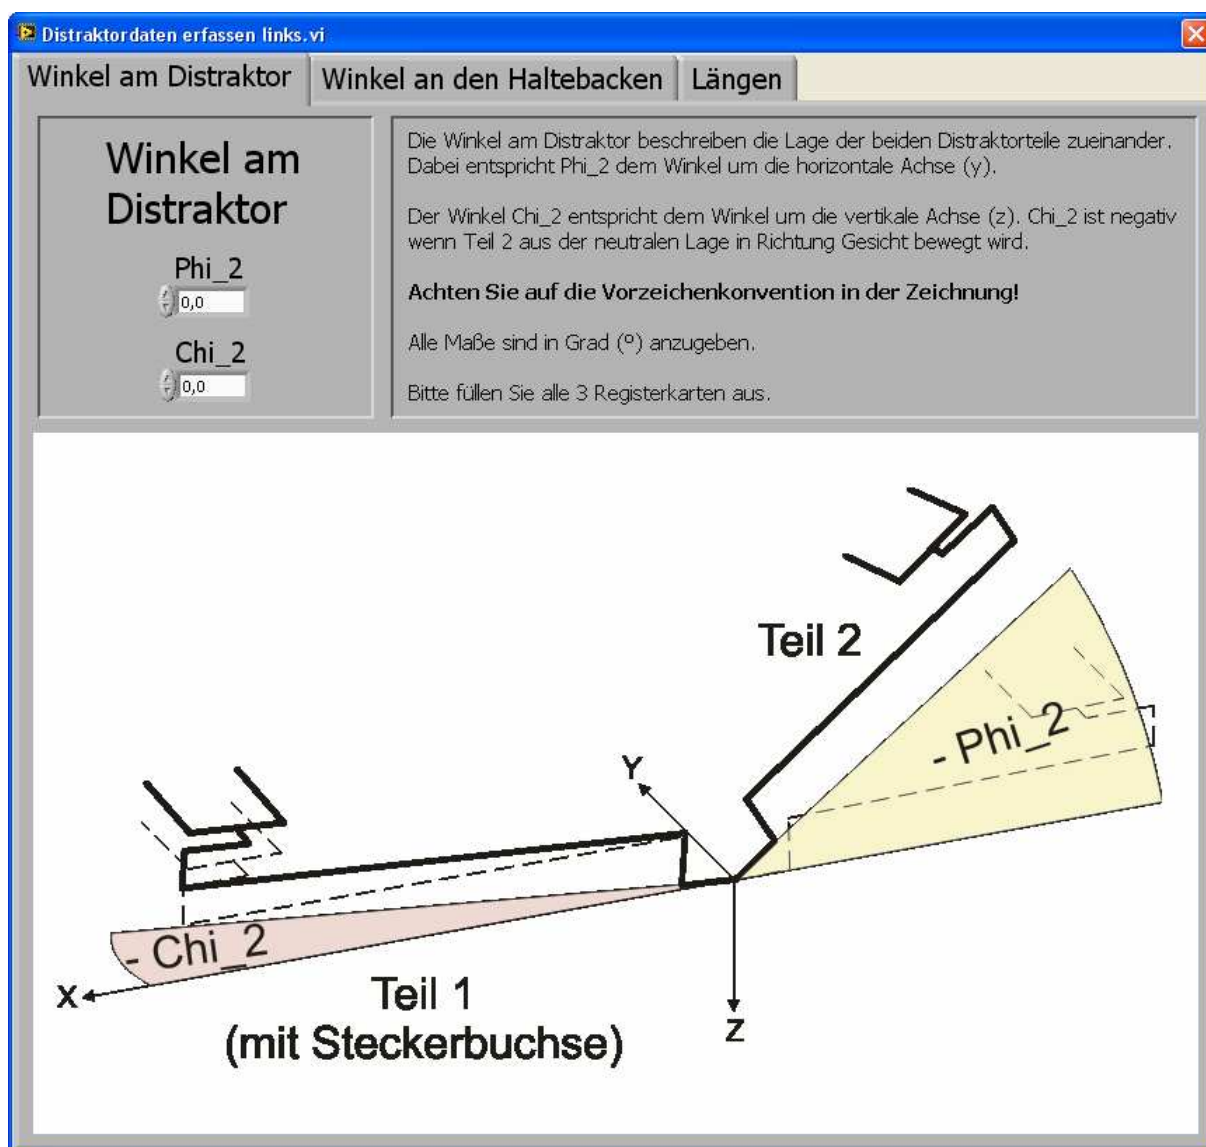 Distraktordaten erfassen links.vi
Winkel am Distraktor
Winkel an den Haltebacken
Längen
Winkel am
Distraktor
Phi_2
0,0
Chi_2
0,0
Die Winkel am Distraktor beschreiben die Lage der beiden Distraktorteile zueinander.
Dabei entspricht Phi_2 dem Winkel um die horizontale Achse (y).
Der Winkel Chi_2 entspricht dem Winkel um die vertikale Achse (z). Chi_2 ist negativ
wenn Teil 2 aus der neutralen Lage in Richtung Gesicht bewegt wird.
Achten Sie auf die Vorzeichenkonvention in der Zeichnung!
Alle Maße sind in Grad (º) anzugeben.
Bitte füllen Sie alle 3 Registerkarten aus.
Teil 2
- Phi_2
Y
- Chi_2
X
Teil 1
(mit Steckerbuchse)
Z